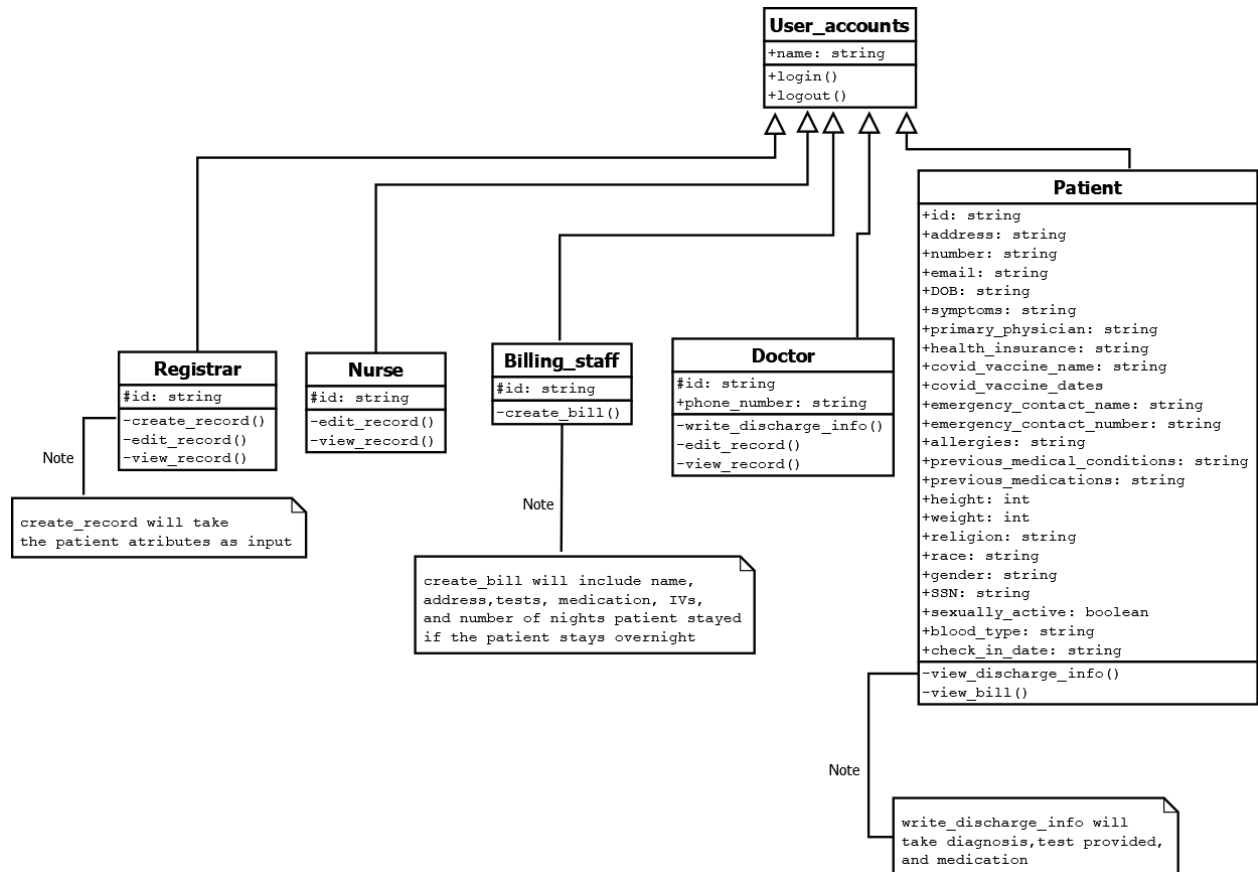 User_accounts
+name: string
+login()
+logout()
Registrar
#id: string
-create_record()
-edit_record()
-view_record()
Note
create_record will take
the patient atributes as input
Nurse
#id: string
-edit_record()
-view_record()
Billing_staff
#id: string
-create_bill()
Note
create_bill will include name,
address,tests, medication, IVs,
and number of nights patient stayed
if the patient stays overnight
Doctor
#id: string
+phone_number: string
-write_discharge_info()
-edit_record()
-view_record()
Patient
+id: string
+address: string
+number: string
+email: string
+DOB: string
+symptoms: string
+primary_physician: string
+health_insurance: string
+covid_vaccine_name: string
+covid_vaccine_dates
+emergency_contact_name: string
+emergency_contact_number: string
+allergies: string
+previous_medical_conditions: string
+previous_medications: string
+height: int
+weight: int
+religion: string
+race: string
+gender: string
+SSN: string
+sexually_active: boolean
+blood_type: string
+check_in_date: string
-view_discharge_info()
-view_bill()
Note
write_discharge_info will
take diagnosis,test provided,
and medication